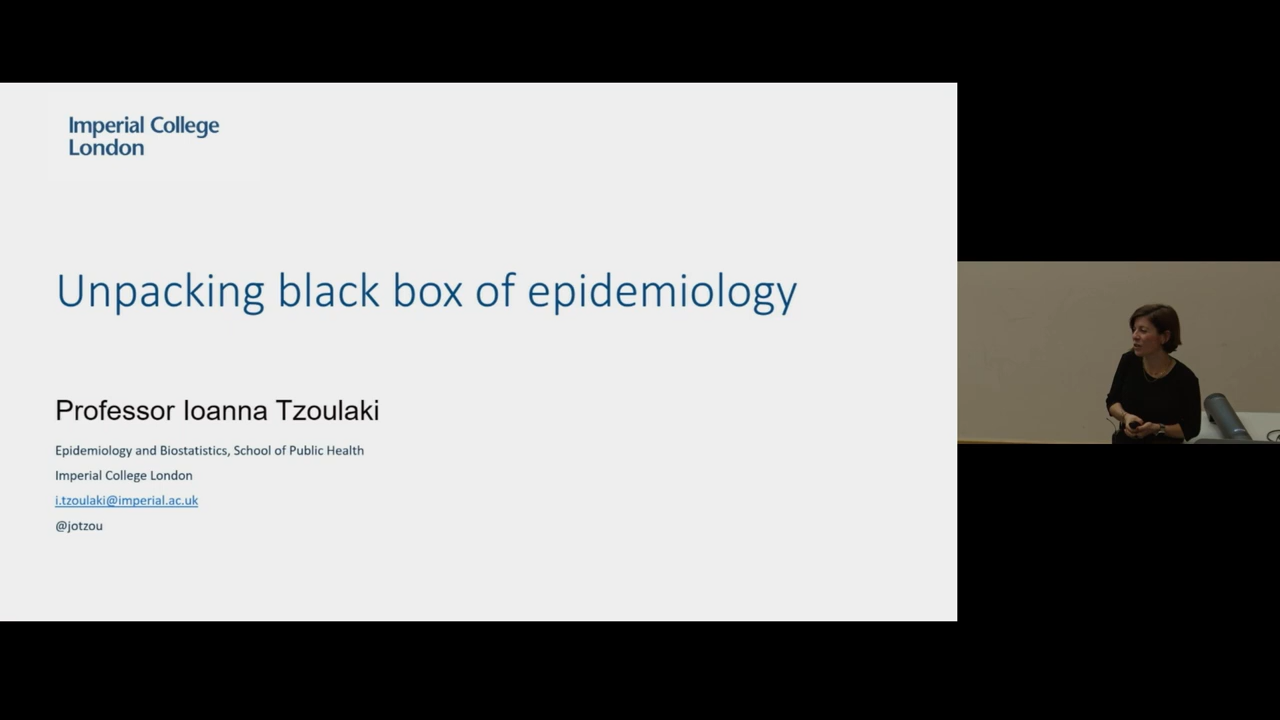 Imperial College
London
Unpacking black box of epidemiology
Professor Ioanna Tzoulaki
Epidemiology and Biostatistics, School of Public Health
Imperial College London
i.tzoulaki@imperial.ac.uk
@jotzou